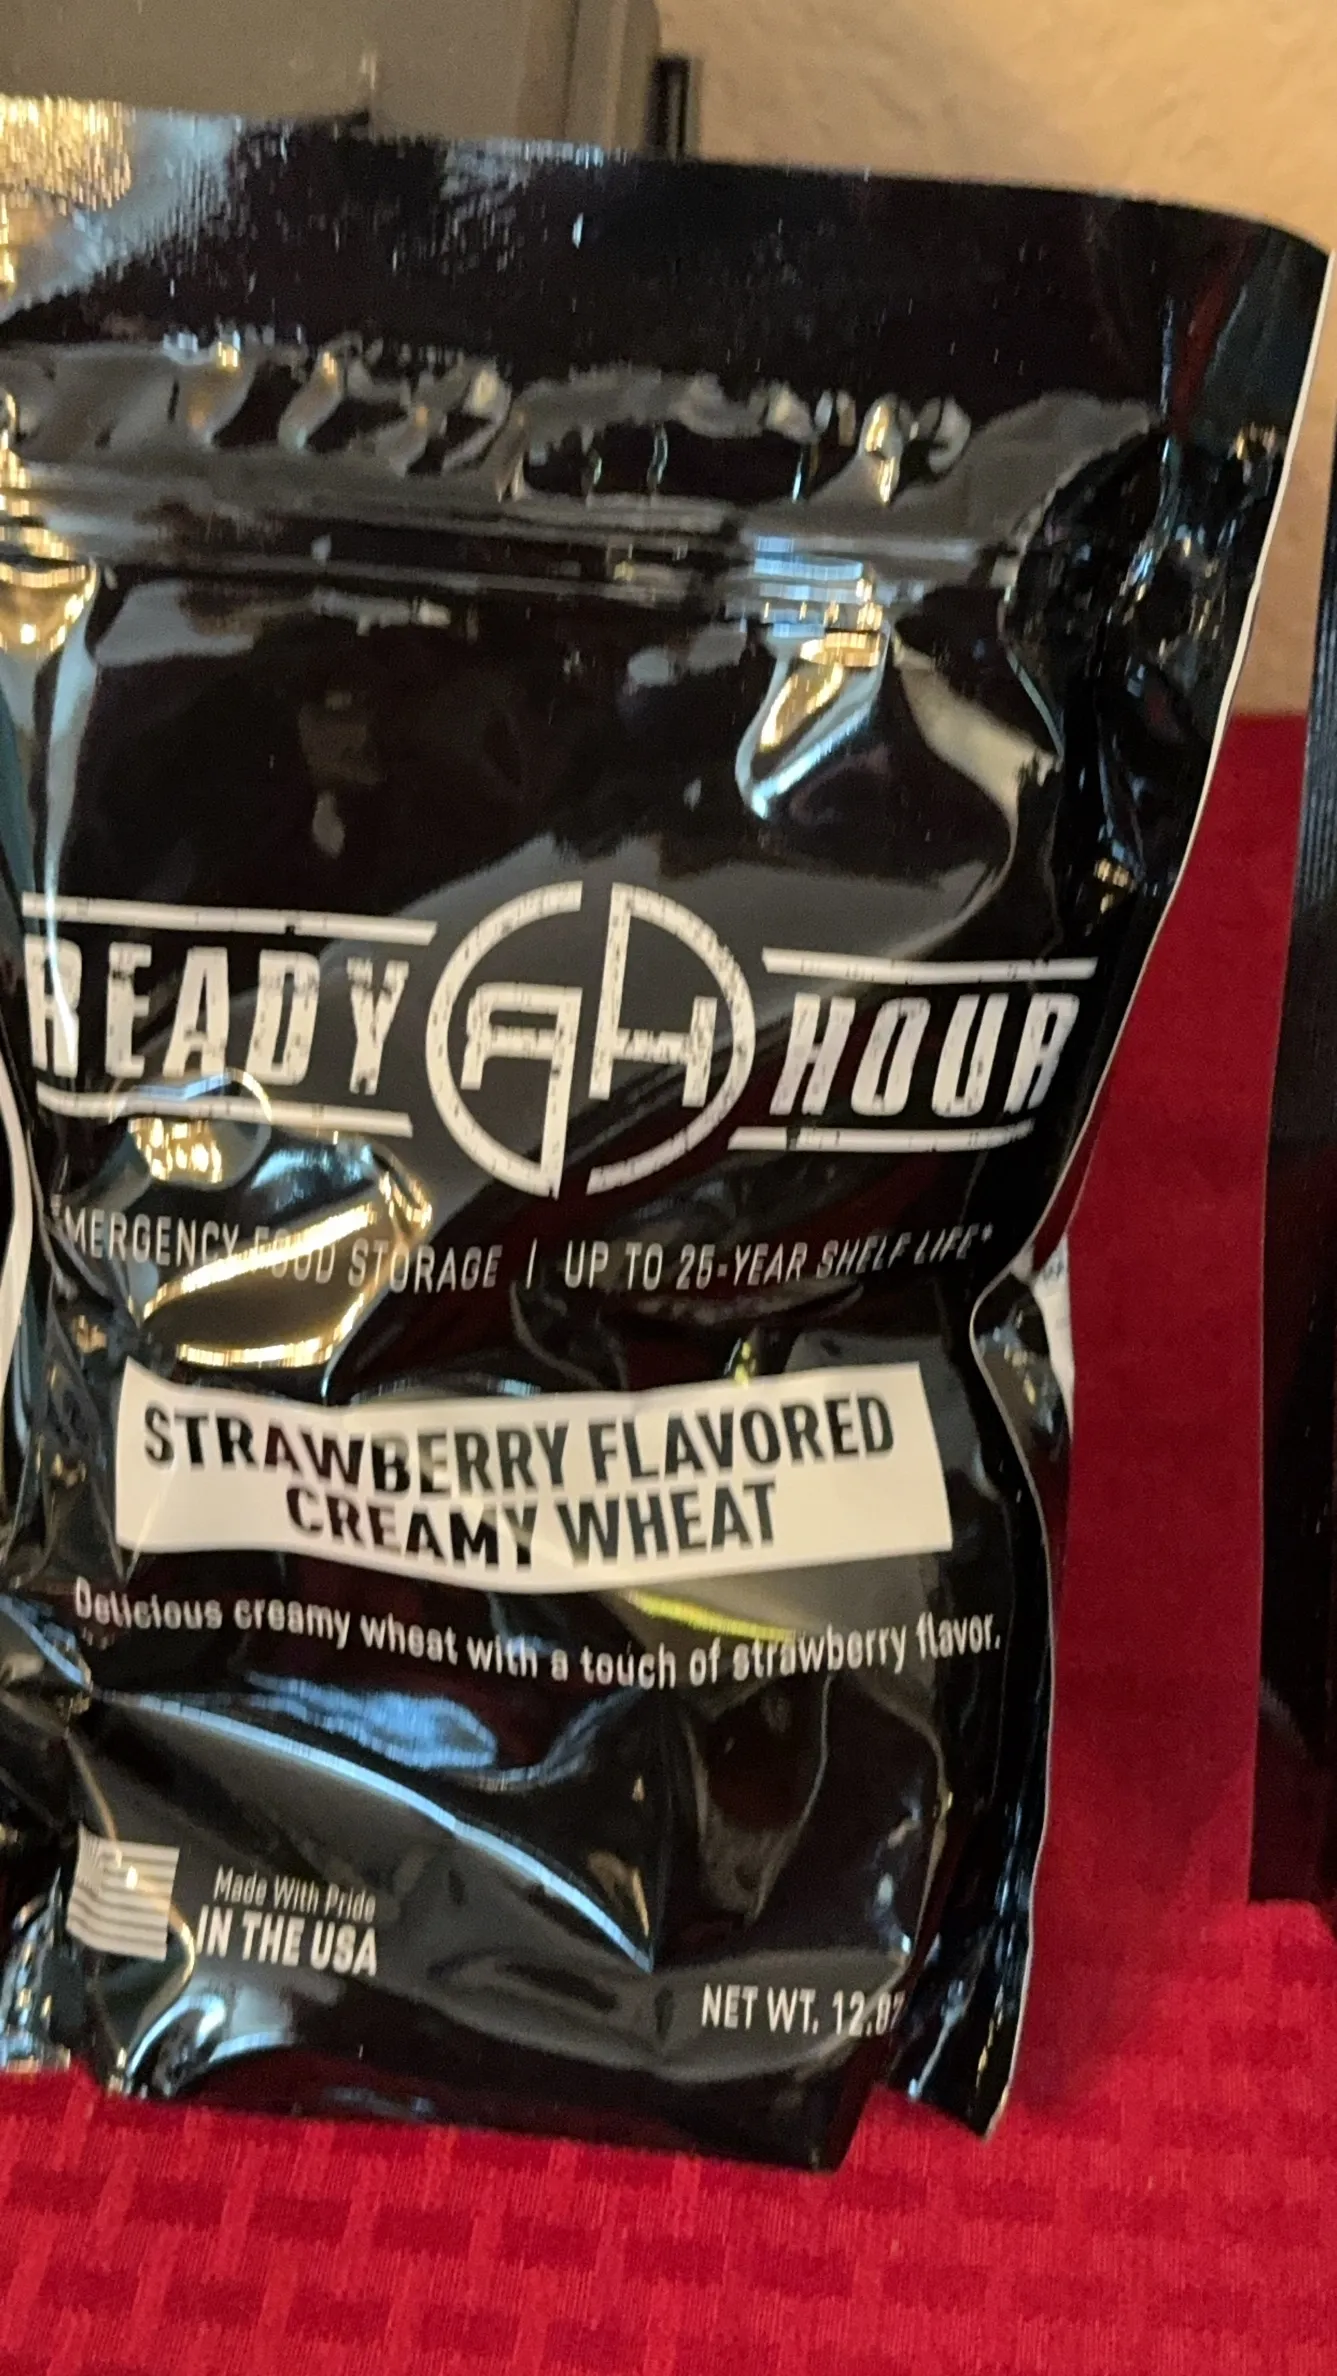 READY RH HOUR
EMERGENCY FOOD STORAGE | UP TO 25-YEAR SHELF LIFE*
STRAWBERRY FLAVORED
CREAMY WHEAT
Delicious creamy wheat with a touch of strawberry flavor.
Made With Pride
IN THE USA
NET WT.